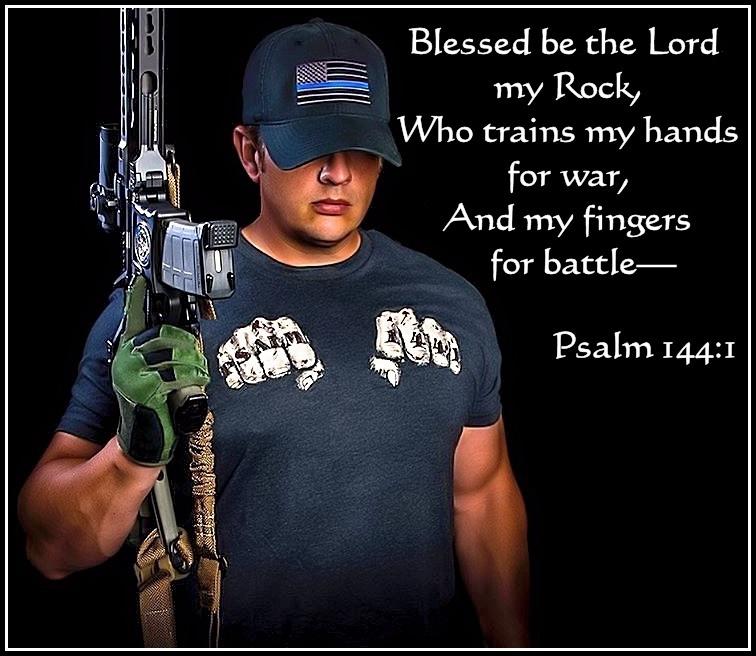 Blessed be the Lord
my Rock,
Who trains my hands
for war,
And my fingers
for battle—
Psalm 144:1